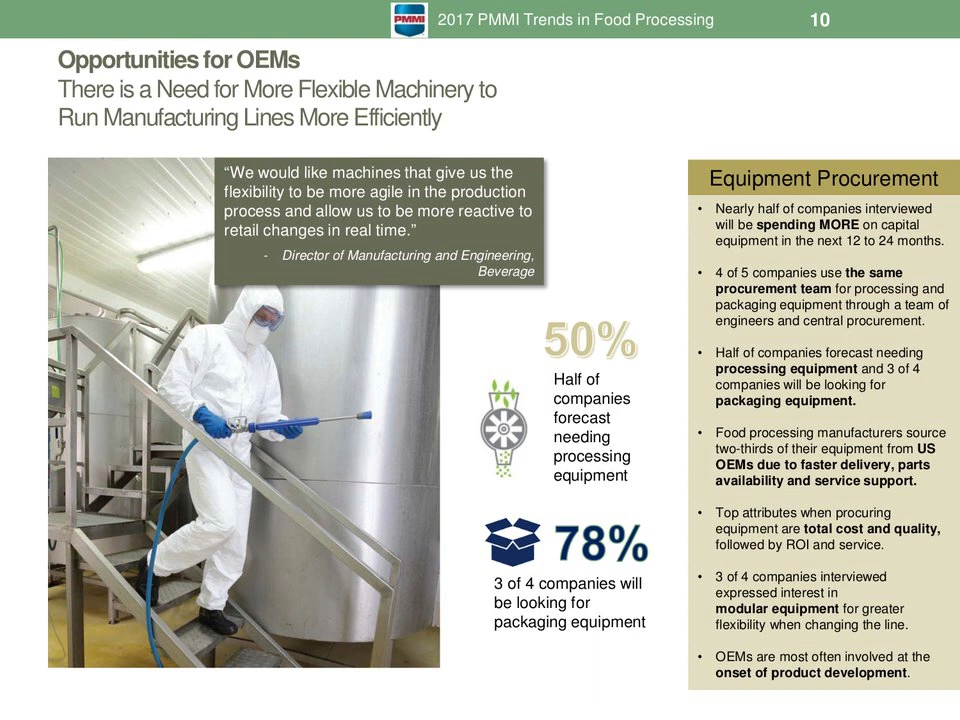 PMMI
2017 PMMI Trends in Food Processing
10
Opportunities for OEMs
There is a Need for More Flexible Machinery to
Run Manufacturing Lines More Efficiently
“We would like machines that give us the
flexibility to be more agile in the production
process and allow us to be more reactive to
retail changes in real time.”
- Director of Manufacturing and Engineering,
Beverage
50%
Half of
companies
forecast
needing
processing
equipment
78%
3 of 4 companies will
be looking for
packaging equipment
Equipment Procurement
• Nearly half of companies interviewed
will be spending MORE on capital
equipment in the next 12 to 24 months.
• 4 of 5 companies use the same
procurement team for processing and
packaging equipment through a team of
engineers and central procurement.
• Half of companies forecast needing
processing equipment and 3 of 4
companies will be looking for
packaging equipment.
• Food processing manufacturers source
two-thirds of their equipment from US
OEMs due to faster delivery, parts
availability and service support.
• Top attributes when procuring
equipment are total cost and quality,
followed by ROI and service.
• 3 of 4 companies interviewed
expressed interest in
modular equipment for greater
flexibility when changing the line.
• OEMs are most often involved at the
onset of product development.